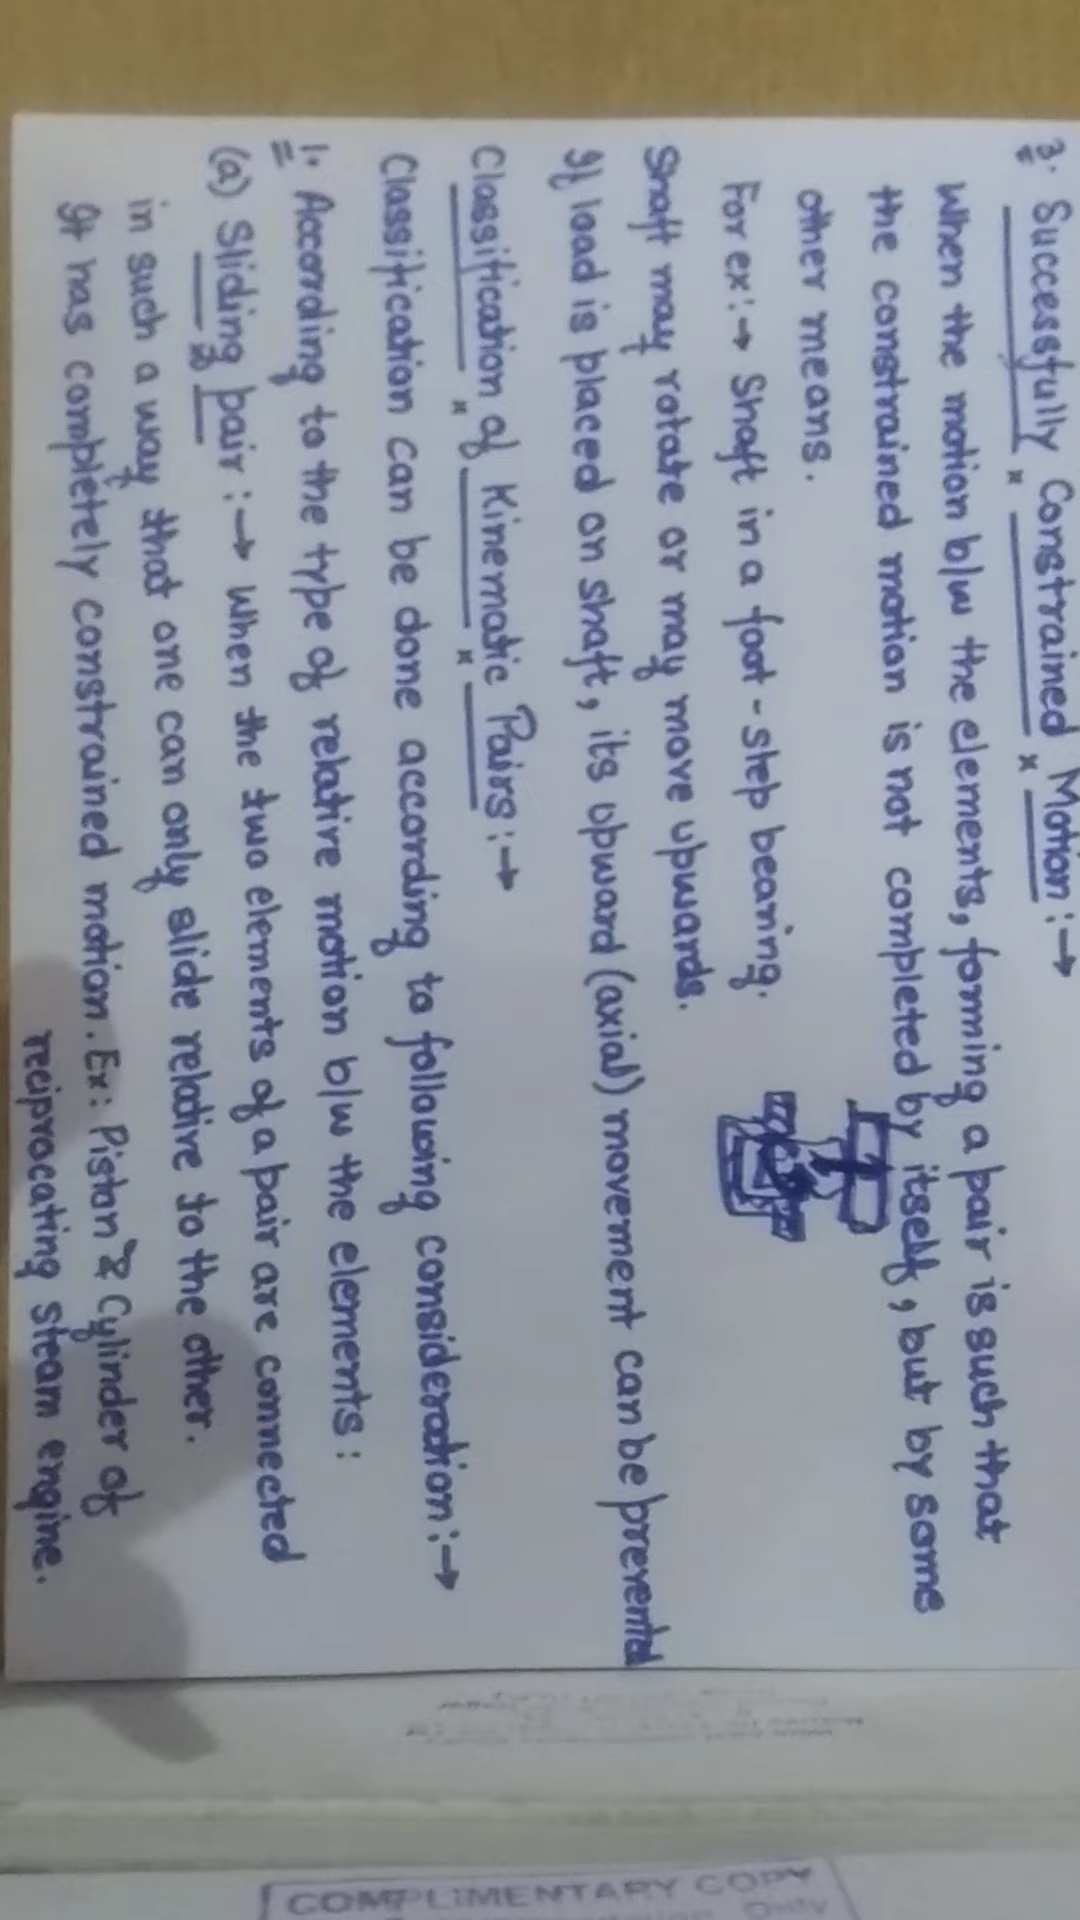 3. Successfully Constrained Motion :→
When the motion b/w the elements, forming a pair is such that
the constrained motion is not completed by itself, but by some
other means.
For ex:→ Shaft in a foot-step bearing.
Shaft may rotate or may move upwards.
If load is placed on shaft, its upward (axial) movement can be prevented
Classification of Kinematic Pairs:→
Classification can be done according to following consideration:→
1. According to the type of relative motion b/w the elements:
(a) Sliding pair :→ When the two elements of a pair are connected
in such a way that one can only slide relative to the other.
It has completely constrained motion. Ex: Piston & Cylinder of
reciprocating steam engine.
COMPLIMENTARY COPY
Only